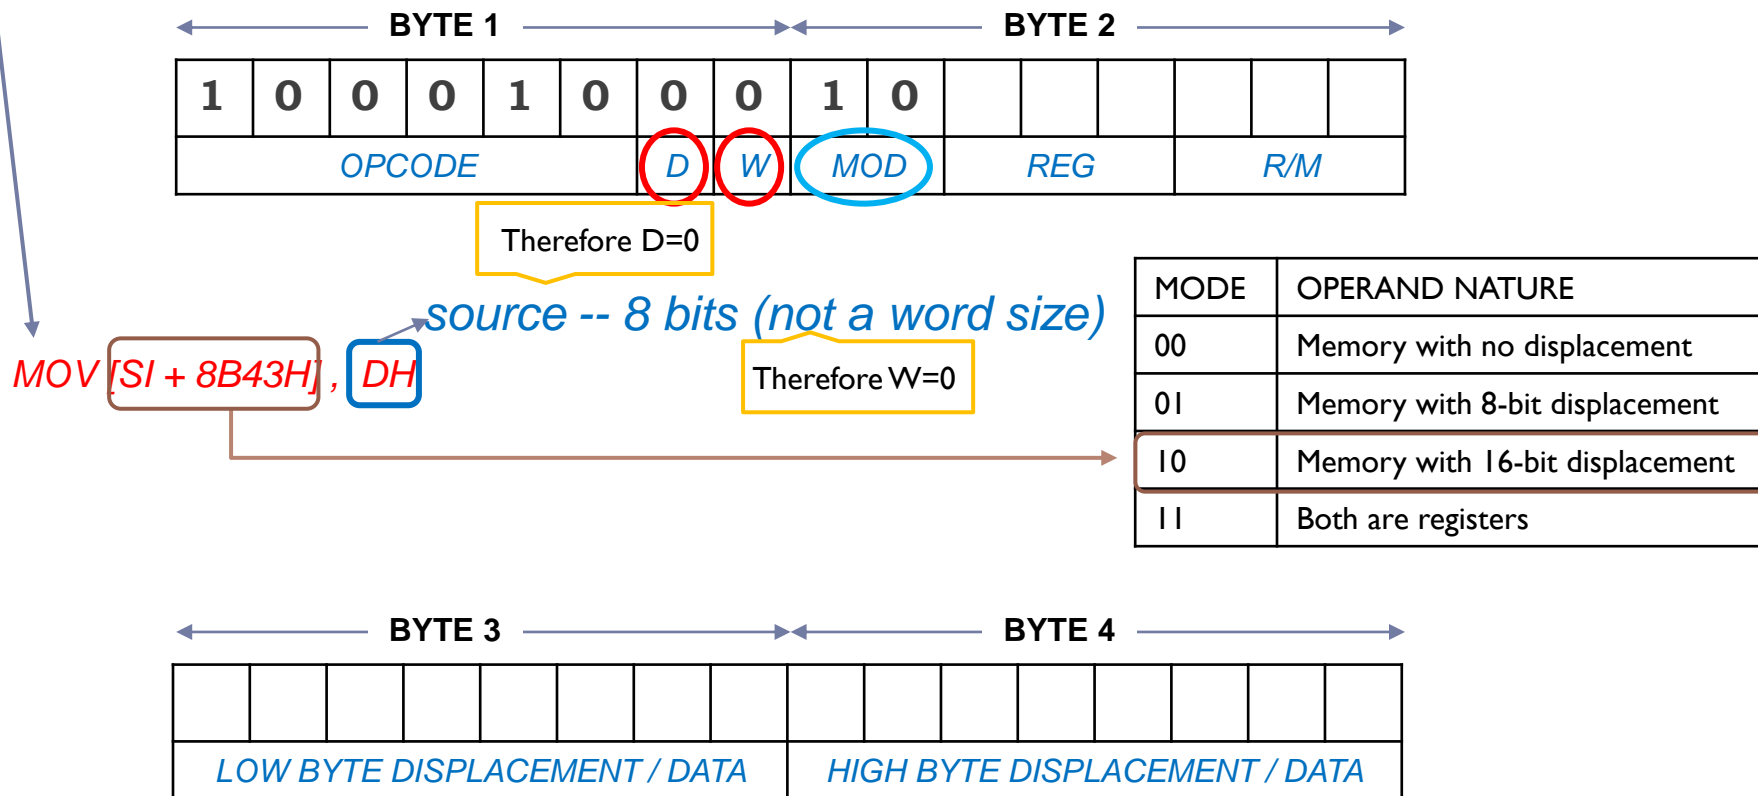 BYTE 1 BYTE 2
1 0 0 0 1 0 0 0 1 0
OPCODE D W MOD REG R/M
Therefore D=0
source -- 8 bits (not a word size)
MOV [SI + 8B43H] , DH
Therefore W=0
MODE OPERAND NATURE
00 Memory with no displacement
01 Memory with 8-bit displacement
10 Memory with 16-bit displacement
11 Both are registers
BYTE 3 BYTE 4
LOW BYTE DISPLACEMENT / DATA HIGH BYTE DISPLACEMENT / DATA